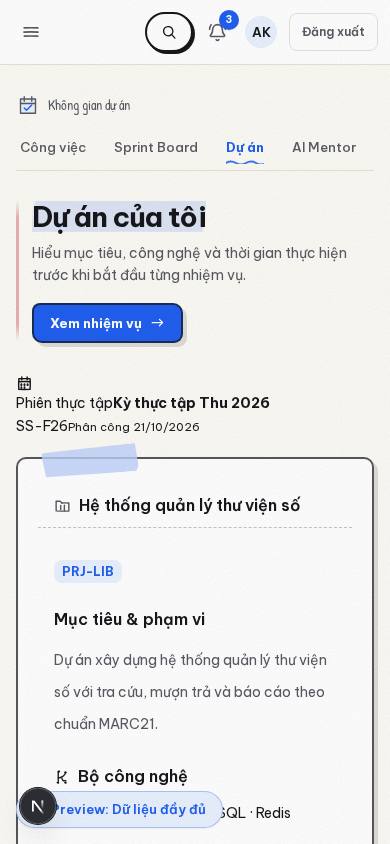 3
AK
Đăng xuất
Không gian dự án
Công việc
Sprint Board
Dự án
AI Mentor
Dự án của tôi
Hiểu mục tiêu, công nghệ và thời gian thực hiện
trước khi bắt đầu từng nhiệm vụ.
Xem nhiệm vụ →
Phiên thực tậpKỳ thực tập Thu 2026
SS-F26Phân công 21/10/2026
Hệ thống quản lý thư viện số
PRJ-LIB
Mục tiêu & phạm vi
Dự án xây dựng hệ thống quản lý thư viện
số với tra cứu, mượn trả và báo cáo theo
chuẩn MARC21.
Bộ công nghệ
N
Preview: Dữ liệu đầy đủ
SQL · Redis